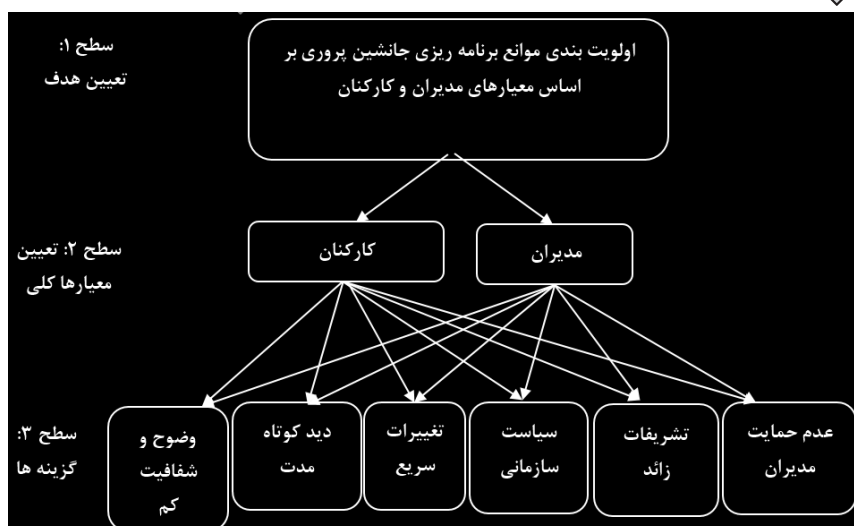 سطح ۱:
تعیین هدف
اولویت بندی موانع برنامه ریزی جانشین پروری بر
اساس معیارهای مدیران و کارکنان
سطح ۲: تعیین
معیارها کلی
مدیران
کارکنان
سطح ۳:
گزینه ها
عدم حمایت
مدیران
تشریفات
زائد
سیاست
سازمانی
تغییرات
سریع
دید کوتاه
مدت
وضوح و
شفافیت
کم